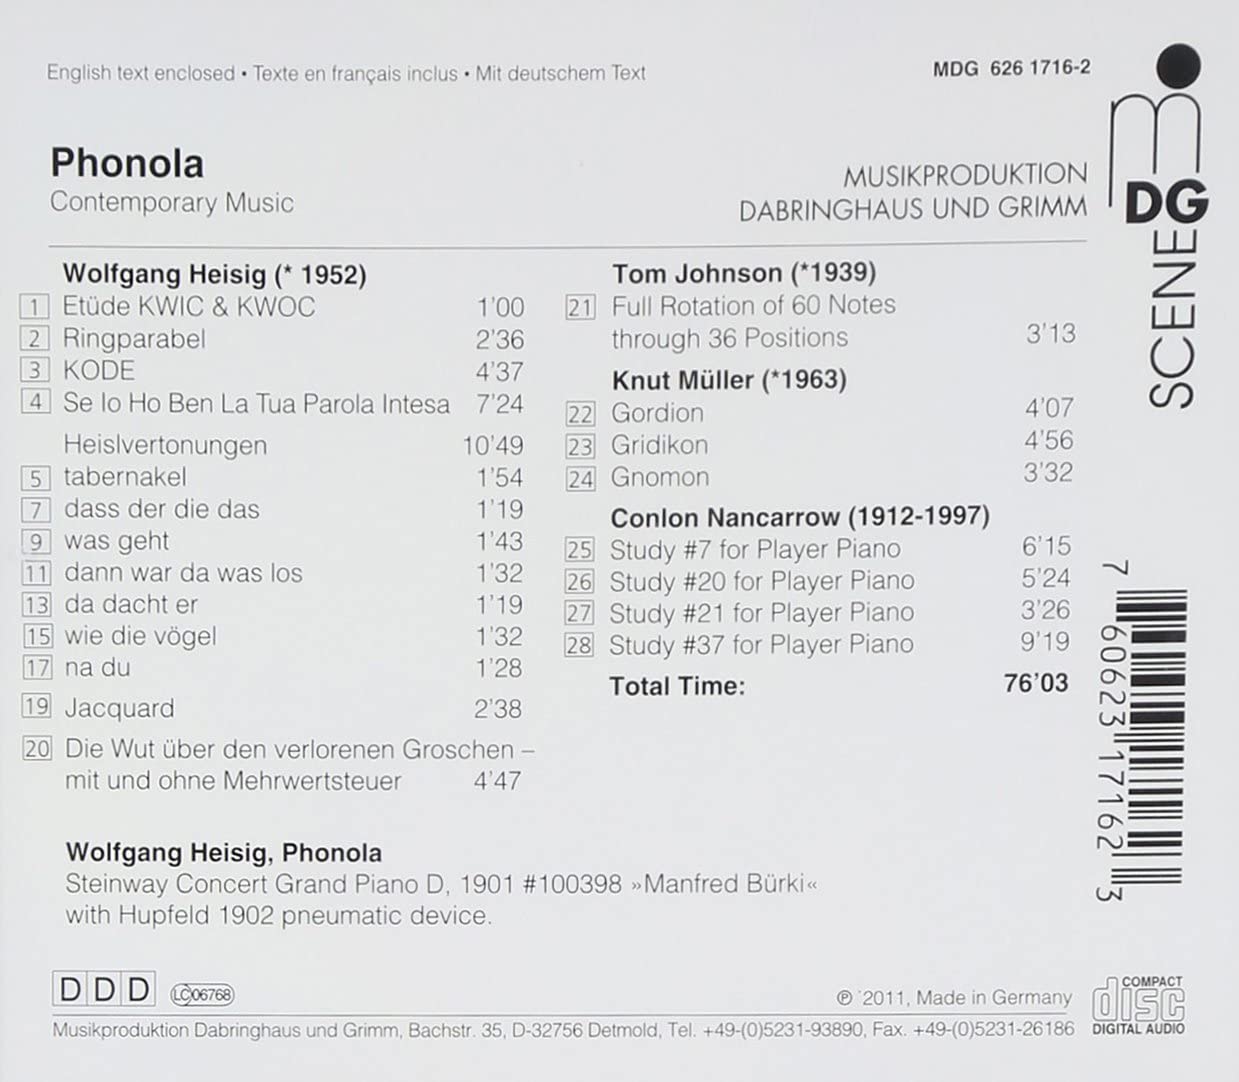 English text enclosed • Texte en français inclus • Mit deutschem Text
MDG 626 1716-2
Phonola
Contemporary Music
MUSIKPRODUKTION
DABRINGHAUS UND GRIMM
DG
SCENE
Wolfgang Heisig (* 1952)
1 Etüde KWIC & KWOC 1'00
2 Ringparabel 2'36
3 KODE 4'37
4 Se Io Ho Ben La Tua Parola Intesa 7'24
Heislvertonungen 10'49
5 tabernakel 1'54
7 dass der die das 1'19
9 was geht 1'43
11 dann war da was los 1'32
13 da dacht er 1'19
15 wie die vögel 1'32
17 na du 1'28
19 Jacquard 2'38
20 Die Wut über den verlorenen Groschen –
mit und ohne Mehrwertsteuer 4'47
Tom Johnson (*1939)
21 Full Rotation of 60 Notes
through 36 Positions 3'13
Knut Müller (*1963)
22 Gordion 4'07
23 Gridikon 4'56
24 Gnomon 3'32
Conlon Nancarrow (1912-1997)
25 Study #7 for Player Piano 6'15
26 Study #20 for Player Piano 5'24
27 Study #21 for Player Piano 3'26
28 Study #37 for Player Piano 9'19
Total Time: 76'03
7 60623 17162 3
Wolfgang Heisig, Phonola
Steinway Concert Grand Piano D, 1901 #100398 »Manfred Bürki«
with Hupfeld 1902 pneumatic device.
D D D LC 06768
℗ '2011, Made in Germany
COMPACT
disc
DIGITAL AUDIO
Musikproduktion Dabringhaus und Grimm, Bachstr. 35, D-32756 Detmold, Tel. +49-(0)5231-93890, Fax. +49-(0)5231-26186